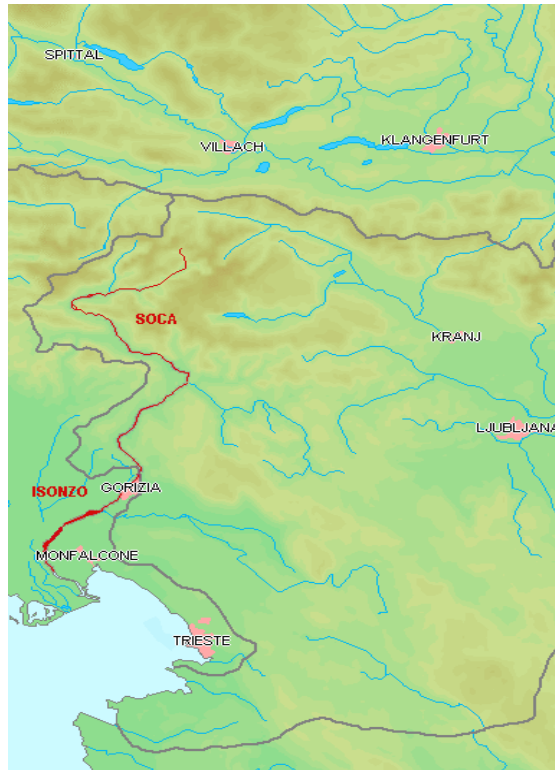 SPITTAL
VILLACH
KLANGENFURT
SOCA
KRANJ
LJUBLJANA
ISONZO
GORIZIA
MONFALCONE
TRIESTE